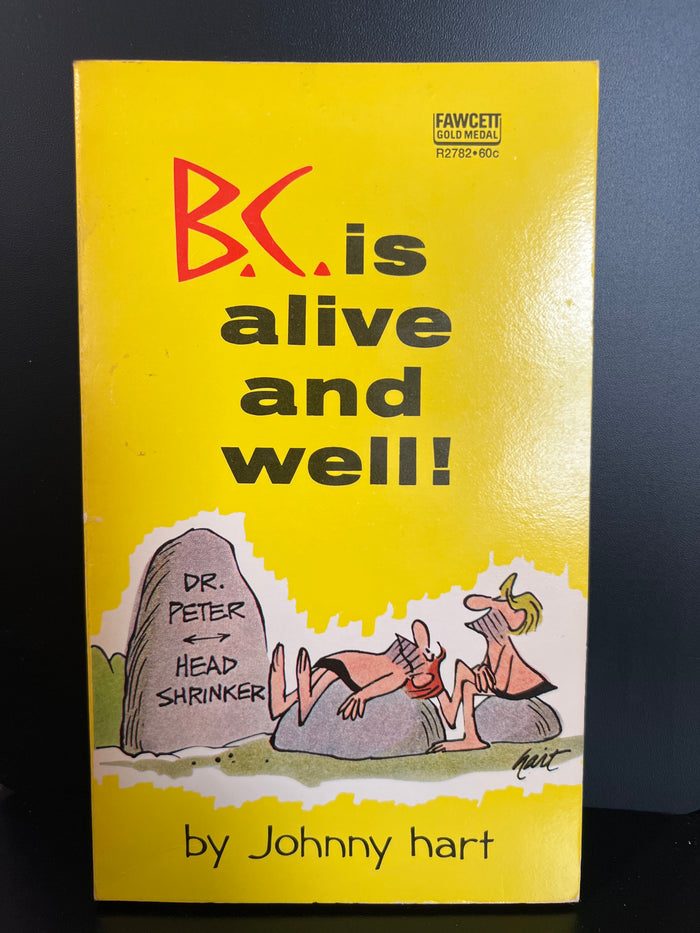 FAWCETT
GOLD MEDAL
R2782•60c
B.C. is
alive
and
well!
DR.
PETER
↔
HEAD
SHRINKER
hart
by Johnny hart